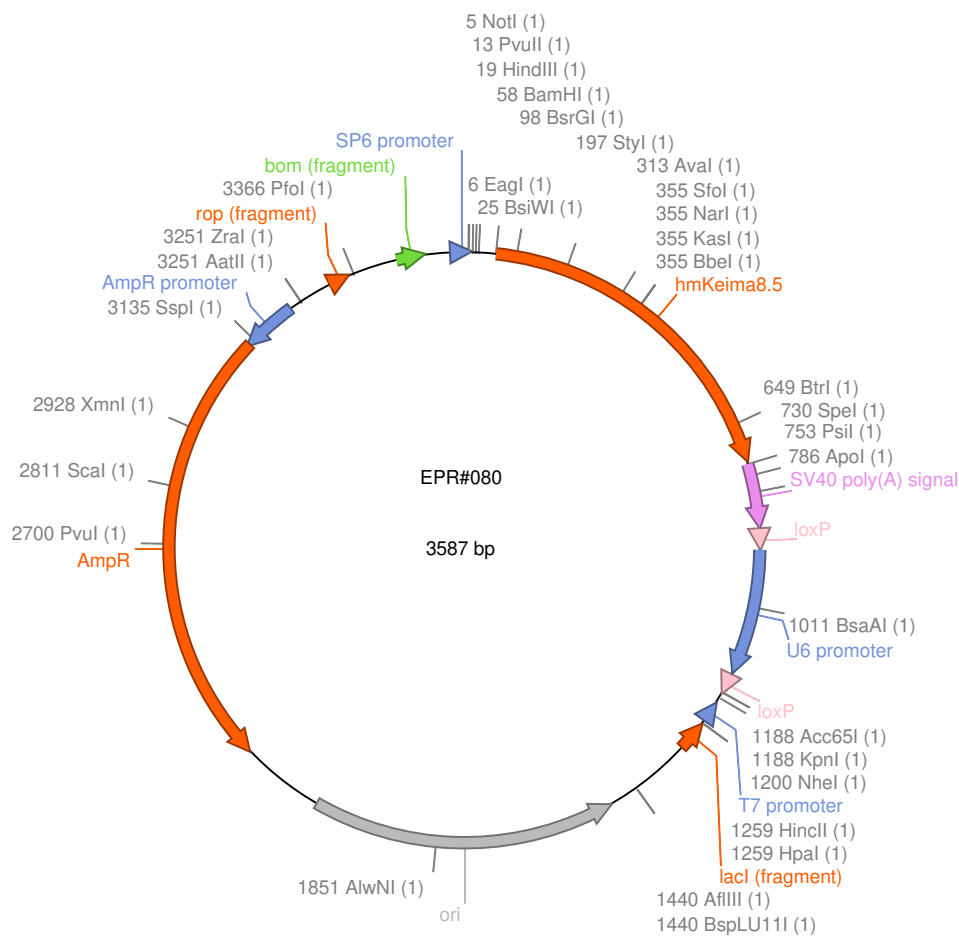 5 NotI (1)
13 PvuII (1)
19 HindIII (1)
58 BamHI (1)
98 BsrGI (1)
197 StyI (1)
313 AvaI (1)
355 SfoI (1)
355 NarI (1)
355 KasI (1)
355 BbeI (1)
hmKeima8.5
6 EagI (1)
25 BsiWI (1)
SP6 promoter
bom (fragment)
3366 PfoI (1)
rop (fragment)
3251 ZraI (1)
3251 AatII (1)
AmpR promoter
3135 SspI (1)
2928 XmnI (1)
2811 ScaI (1)
2700 PvuI (1)
AmpR
EPR#080
3587 bp
649 BtrI (1)
730 SpeI (1)
753 PsiI (1)
786 ApoI (1)
SV40 poly(A) signal
loxP
1011 BsaAI (1)
U6 promoter
loxP
1188 Acc65I (1)
1188 KpnI (1)
1200 NheI (1)
T7 promoter
1259 HincII (1)
1259 HpaI (1)
lacI (fragment)
1440 AflIII (1)
1440 BspLU11I (1)
1851 AlwNI (1)
ori